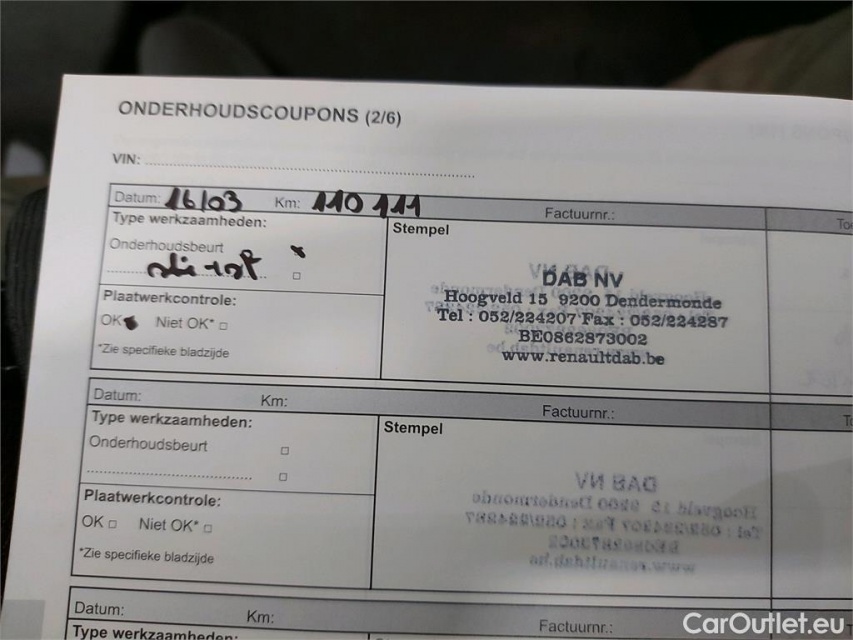 ONDERHOUDSCOUPONS (2/6)
VIN:
Datum: 16/03 Km: 110 111 Factuurnr.:
Type werkzaamheden:
Stempel
Onderhoudsbeurt
DAB NV
Hoogveld 15 9200 Dendermonde
Tel : 052/224207 Fax : 052/224287
BE0862873002
www.renaultdab.be
Plaatwerkcontrole:
OK Niet OK*
*Zie specifieke bladzijde
Datum: Km: Factuurnr.:
Type werkzaamheden:
Stempel
Onderhoudsbeurt
Plaatwerkcontrole:
OK Niet OK*
*Zie specifieke bladzijde
Datum: Km: Factuurnr.:
Type werkzaamheden:
Stempel
CarOutlet.eu